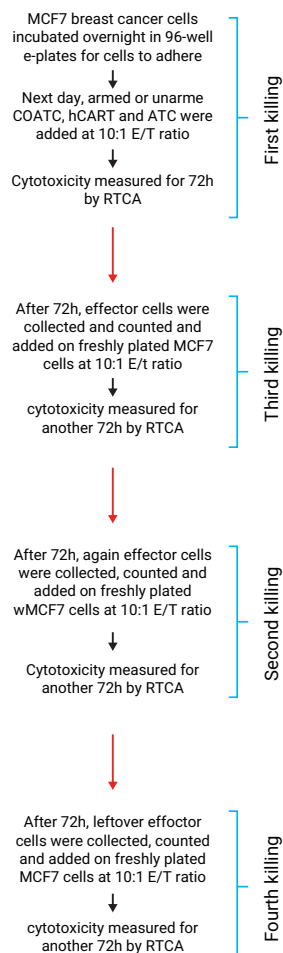 MCF7 breast cancer cells
incubated overnight in 96-well
e-plates for cells to adhere
Next day, armed or unarme
COATC, hCART and ATC were
added at 10:1 E/T ratio
Cytotoxicity measured for 72h
by RTCA
First killing
After 72h, effector cells were
collected and counted and
added on freshly plated MCF7
cells at 10:1 E/t ratio
cytotoxicity measured for
another 72h by RTCA
Third killing
After 72h, again effector cells
were collected, counted and
added on freshly plated
wMCF7 cells at 10:1 E/T ratio
Cytotoxicity measured for
another 72h by RTCA
Second killing
After 72h, leftover effoctor
cells were collected, counted
and added on freshly plated
MCF7 cells at 10:1 E/T ratio
cytotoxicity measured for
another 72h by RTCA
Fourth killing